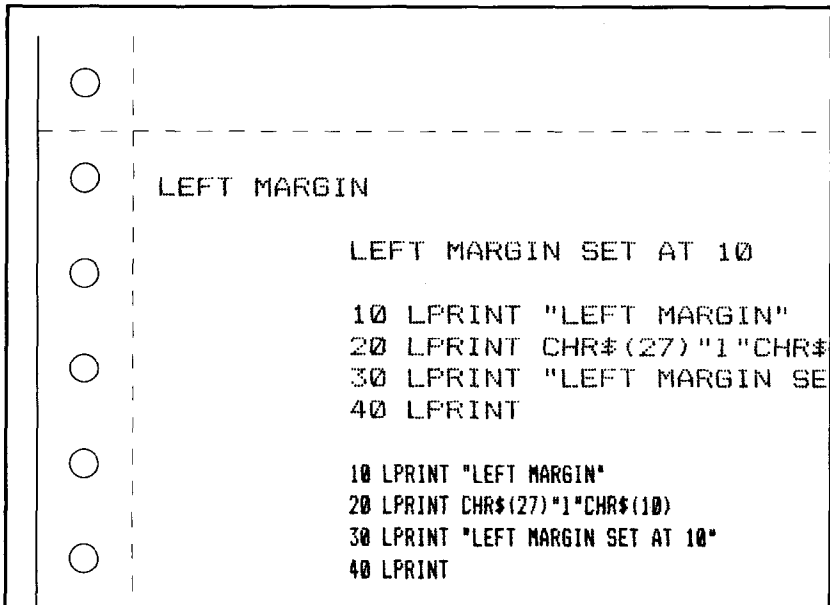 LEFT MARGIN
LEFT MARGIN SET AT 10
10 LPRINT "LEFT MARGIN"
20 LPRINT CHR$(27)"l"CHR$
30 LPRINT "LEFT MARGIN SE
40 LPRINT
10 LPRINT "LEFT MARGIN"
20 LPRINT CHR$(27)"l"CHR$(10)
30 LPRINT "LEFT MARGIN SET AT 10"
40 LPRINT